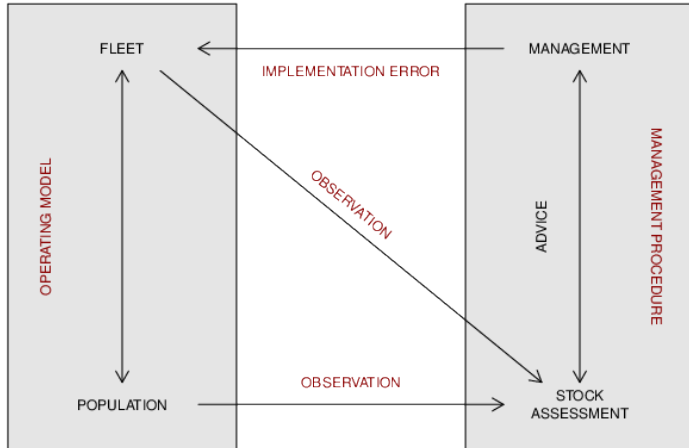 FLEET
MANAGEMENT
IMPLEMENTATION ERROR
OPERATING MODEL
OBSERVATION
ADVICE
MANAGEMENT PROCEDURE
OBSERVATION
POPULATION
STOCK
ASSESSMENT